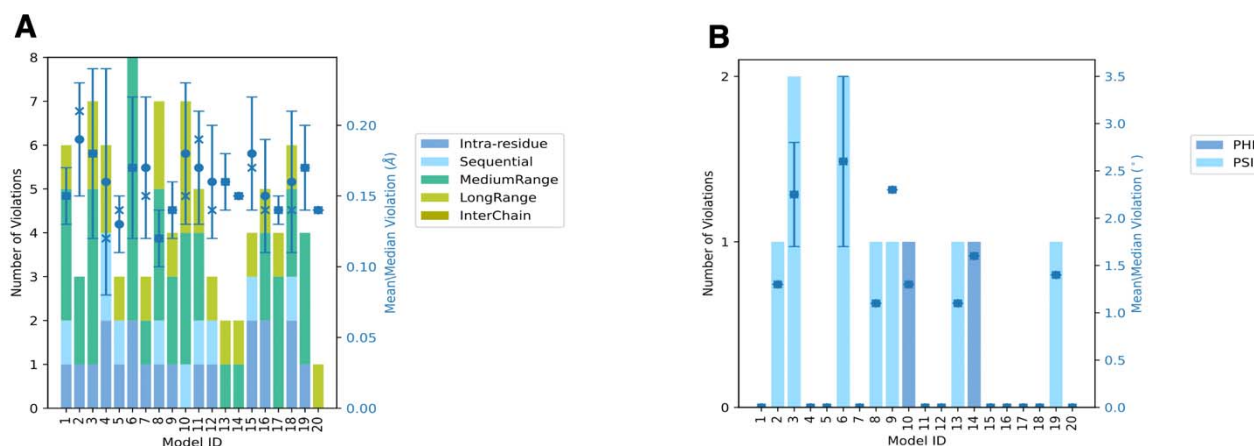 A
Number of Violations
8
7
6
5
4
3
2
1
0
1 2 3 4 5 6 7 8 9 10 11 12 13 14 15 16 17 18 19 20
Model ID
0.20
0.15
0.10
0.05
0.00
Mean\Median Violation (Å)
Intra-residue
Sequential
MediumRange
LongRange
InterChain
B
Number of Violations
2
1
0
1 2 3 4 5 6 7 8 9 10 11 12 13 14 15 16 17 18 19 20
Model ID
3.5
3.0
2.5
2.0
1.5
1.0
0.5
0.0
Mean\Median Violation (°)
PHI
PSI